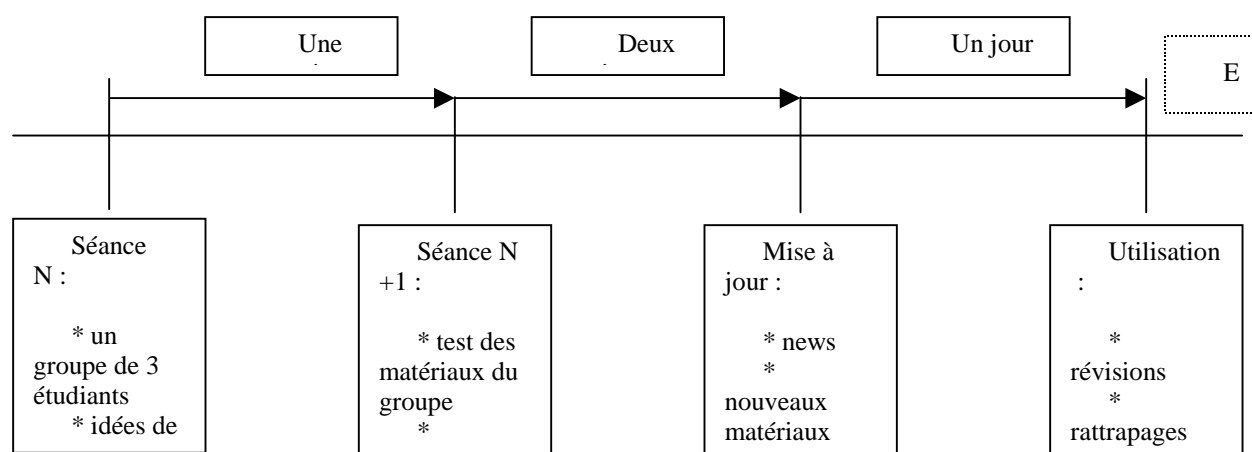 Une
Deux
Un jour
E
Séance
N :
* un
groupe de 3
étudiants
* idées de
Séance N
+1 :
* test des
matériaux du
groupe
*
Mise à
jour :
* news
*
nouveaux
matériaux
Utilisation
:
*
révisions
*
rattrapages